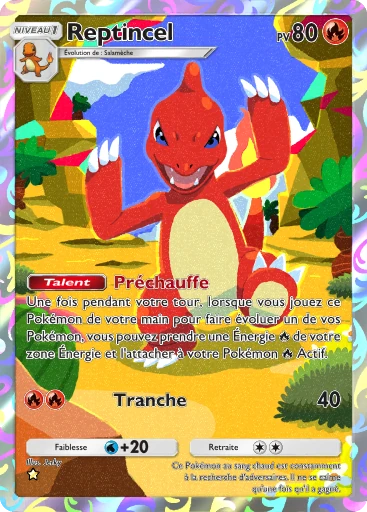 NIVEAU 1
Reptincel
PV 80
Évolution de : Salamèche
Talent Préchauffe
Une fois pendant votre tour, lorsque vous jouez ce
Pokémon de votre main pour faire évoluer un de vos
Pokémon, vous pouvez prendre une Énergie de votre
zone Énergie et l'attacher à votre Pokémon Actif.
Tranche 40
Faiblesse +20 Retraite
Illus.
Ce Pokémon au sang chaud est constamment
à la recherche d'adversaires. Il ne se calme
qu'une fois qu'il a gagné.